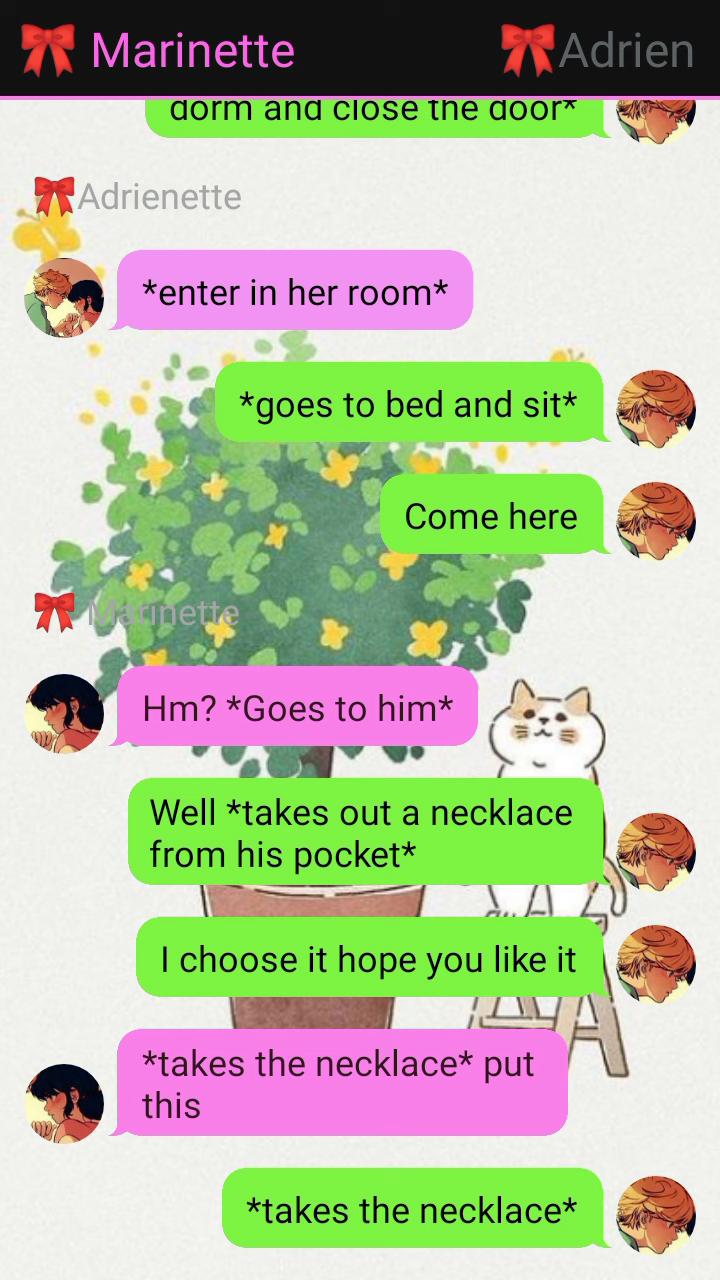 🎀 Marinette 🎀Adrien
dorm and close the door*
🎀Adrienette
*enter in her room*
*goes to bed and sit*
Come here
🎀 Marinette
Hm? *Goes to him*
Well *takes out a necklace
from his pocket*
I choose it hope you like it
*takes the necklace* put
this
*takes the necklace*